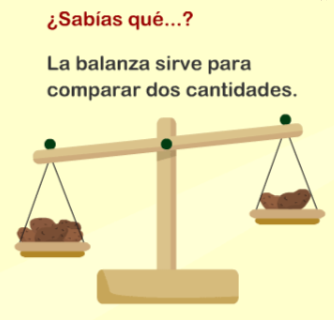 ¿Sabías qué...?
La balanza sirve para
comparar dos cantidades.